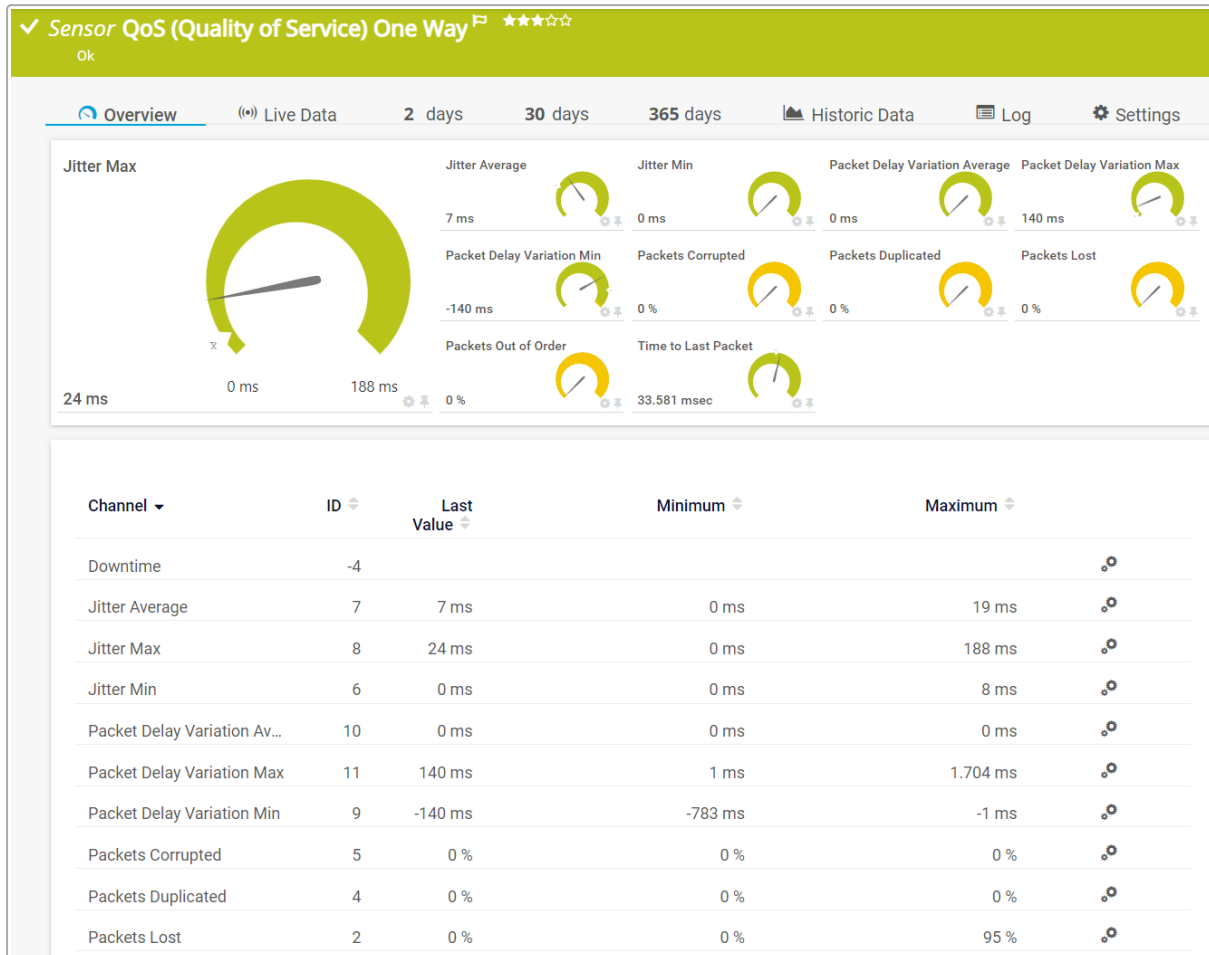 Sensor QoS (Quality of Service) One Way
Ok
Overview Live Data 2 days 30 days 365 days Historic Data Log Settings
Jitter Max
x
0 ms 188 ms
24 ms
Jitter Average
7 ms
Jitter Min
0 ms
Packet Delay Variation Average
0 ms
Packet Delay Variation Max
140 ms
Packet Delay Variation Min
-140 ms
Packets Corrupted
0 %
Packets Duplicated
0 %
Packets Lost
0 %
Packets Out of Order
0 %
Time to Last Packet
33.581 msec
Channel ID Last Value Minimum Maximum
Downtime -4
Jitter Average 7 7 ms 0 ms 19 ms
Jitter Max 8 24 ms 0 ms 188 ms
Jitter Min 6 0 ms 0 ms 8 ms
Packet Delay Variation Av... 10 0 ms 0 ms 0 ms
Packet Delay Variation Max 11 140 ms 1 ms 1.704 ms
Packet Delay Variation Min 9 -140 ms -783 ms -1 ms
Packets Corrupted 5 0 % 0 % 0 %
Packets Duplicated 4 0 % 0 % 0 %
Packets Lost 2 0 % 0 % 95 %